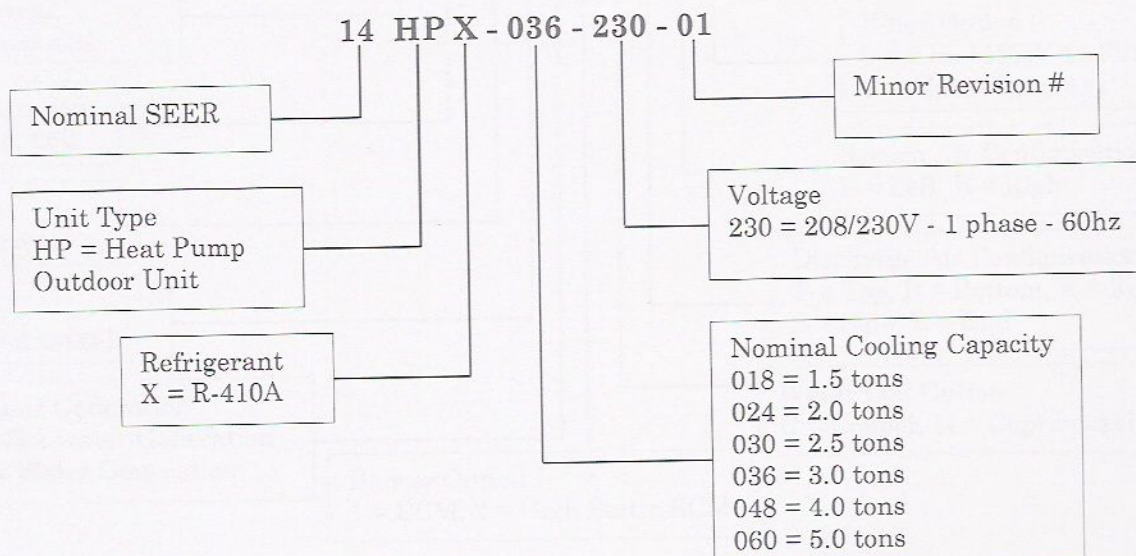 14 HP X - 036 - 230 - 01
Nominal SEER
Minor Revision #
Unit Type
HP = Heat Pump
Outdoor Unit
Voltage
230 = 208/230V - 1 phase - 60hz
Refrigerant
X = R-410A
Nominal Cooling Capacity
018 = 1.5 tons
024 = 2.0 tons
030 = 2.5 tons
036 = 3.0 tons
048 = 4.0 tons
060 = 5.0 tons